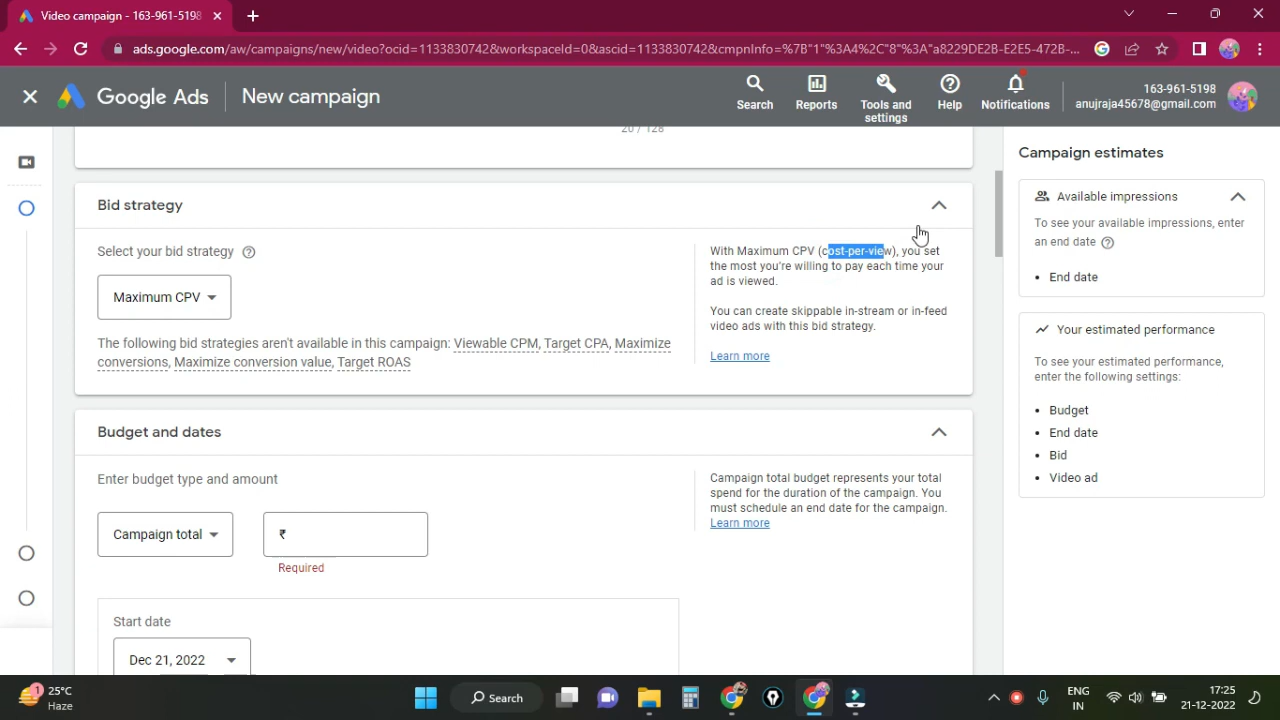 Video campaign - 163-961-5198
ads.google.com/aw/campaigns/new/video?ocid=1133830742&workspaceId=0&ascid=1133830742&cmpnInfo=%7B"1"%3A4%2C"8"%3A"a8229DE2B-E2E5-472B-...
Google Ads
New campaign
Search
Reports
Tools and
settings
Help
Notifications
163-961-5198
anujraja45678@gmail.com
20 / 128
Bid strategy
Select your bid strategy
Maximum CPV
The following bid strategies aren't available in this campaign: Viewable CPM, Target CPA, Maximize
conversions, Maximize conversion value, Target ROAS
With Maximum CPV (cost-per-view), you set
the most you're willing to pay each time your
ad is viewed.
You can create skippable in-stream or in-feed
video ads with this bid strategy.
Learn more
Budget and dates
Enter budget type and amount
Campaign total
₹
Required
Campaign total budget represents your total
spend for the duration of the campaign. You
must schedule an end date for the campaign.
Learn more
Start date
Dec 21, 2022
Campaign estimates
Available impressions
To see your available impressions, enter
an end date
• End date
Your estimated performance
To see your estimated performance,
enter the following settings:
• Budget
• End date
• Bid
• Video ad
1
25°C
Haze
Search
ENG
IN
17:25
21-12-2022